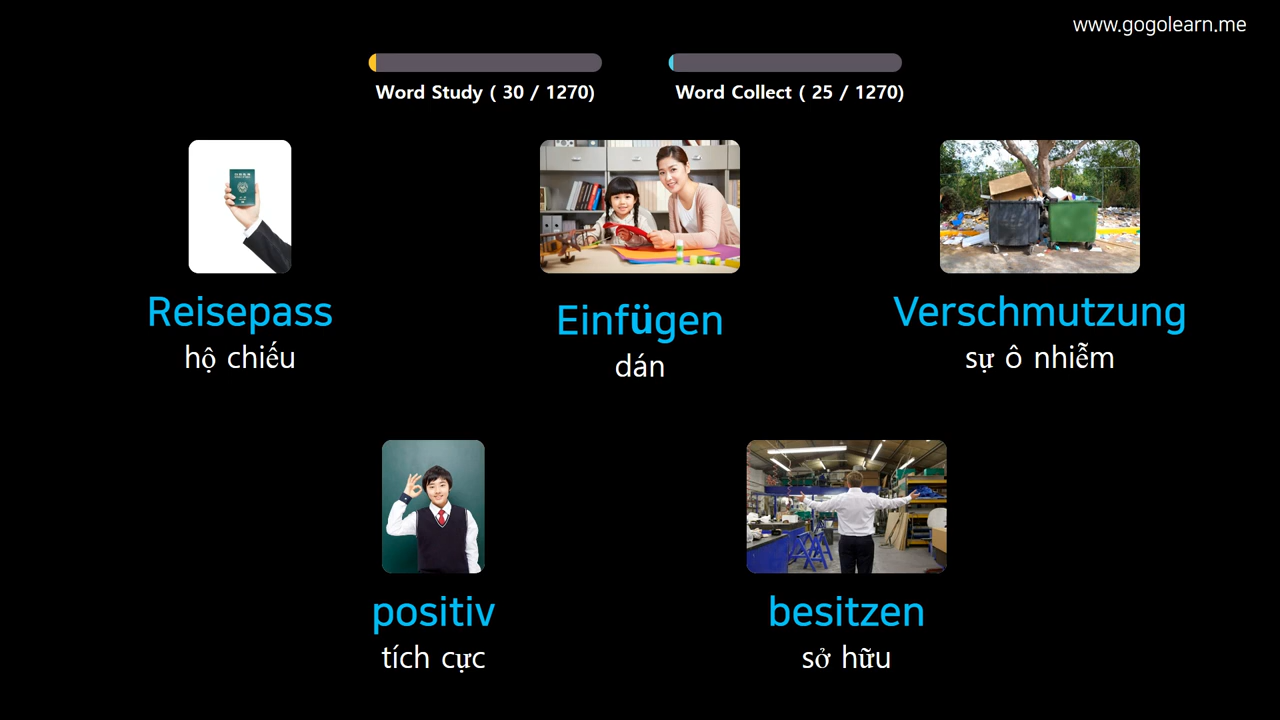 www.gogolearn.me
Word Study ( 30 / 1270)
Word Collect ( 25 / 1270)
Reisepass
hộ chiếu
Einfügen
dán
Verschmutzung
sự ô nhiễm
positiv
tích cực
besitzen
sở hữu